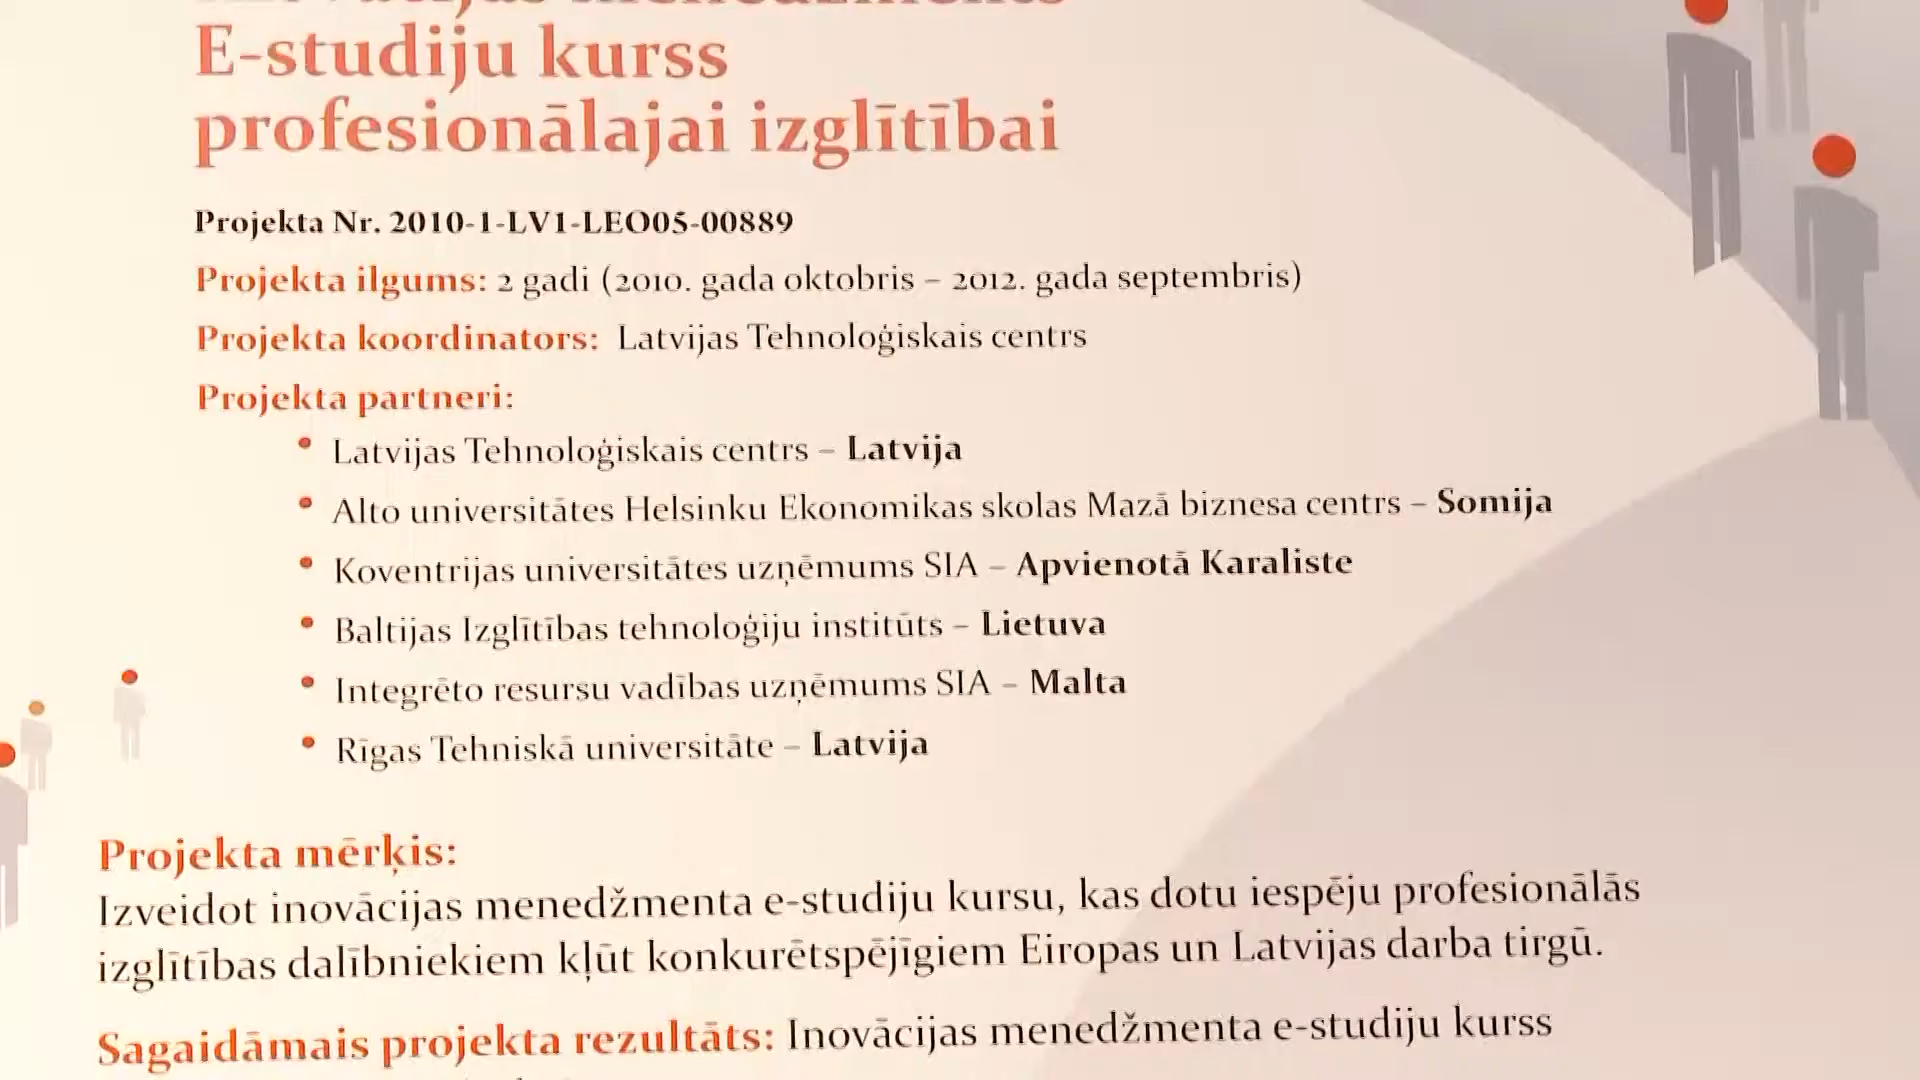 E-studiju kurss
profesionālajai izglītībai
Projekta Nr. 2010-1-LV1-LEO05-00889
Projekta ilgums: 2 gadi (2010. gada oktobris – 2012. gada septembris)
Projekta koordinators: Latvijas Tehnoloģiskais centrs
Projekta partneri:
• Latvijas Tehnoloģiskais centrs – Latvija
• Alto universitātes Helsinku Ekonomikas skolas Mazā biznesa centrs – Somija
• Koventrijas universitātes uzņēmums SIA – Apvienotā Karaliste
• Baltijas Izglītības tehnoloģiju institūts – Lietuva
• Integrēto resursu vadības uzņēmums SIA – Malta
• Rīgas Tehniskā universitāte – Latvija
Projekta mērķis:
Izveidot inovācijas menedžmenta e-studiju kursu, kas dotu iespēju profesionālās
izglītības dalībniekiem kļūt konkurētspējīgiem Eiropas un Latvijas darba tirgū.
Sagaidāmais projekta rezultāts: Inovācijas menedžmenta e-studiju kurss